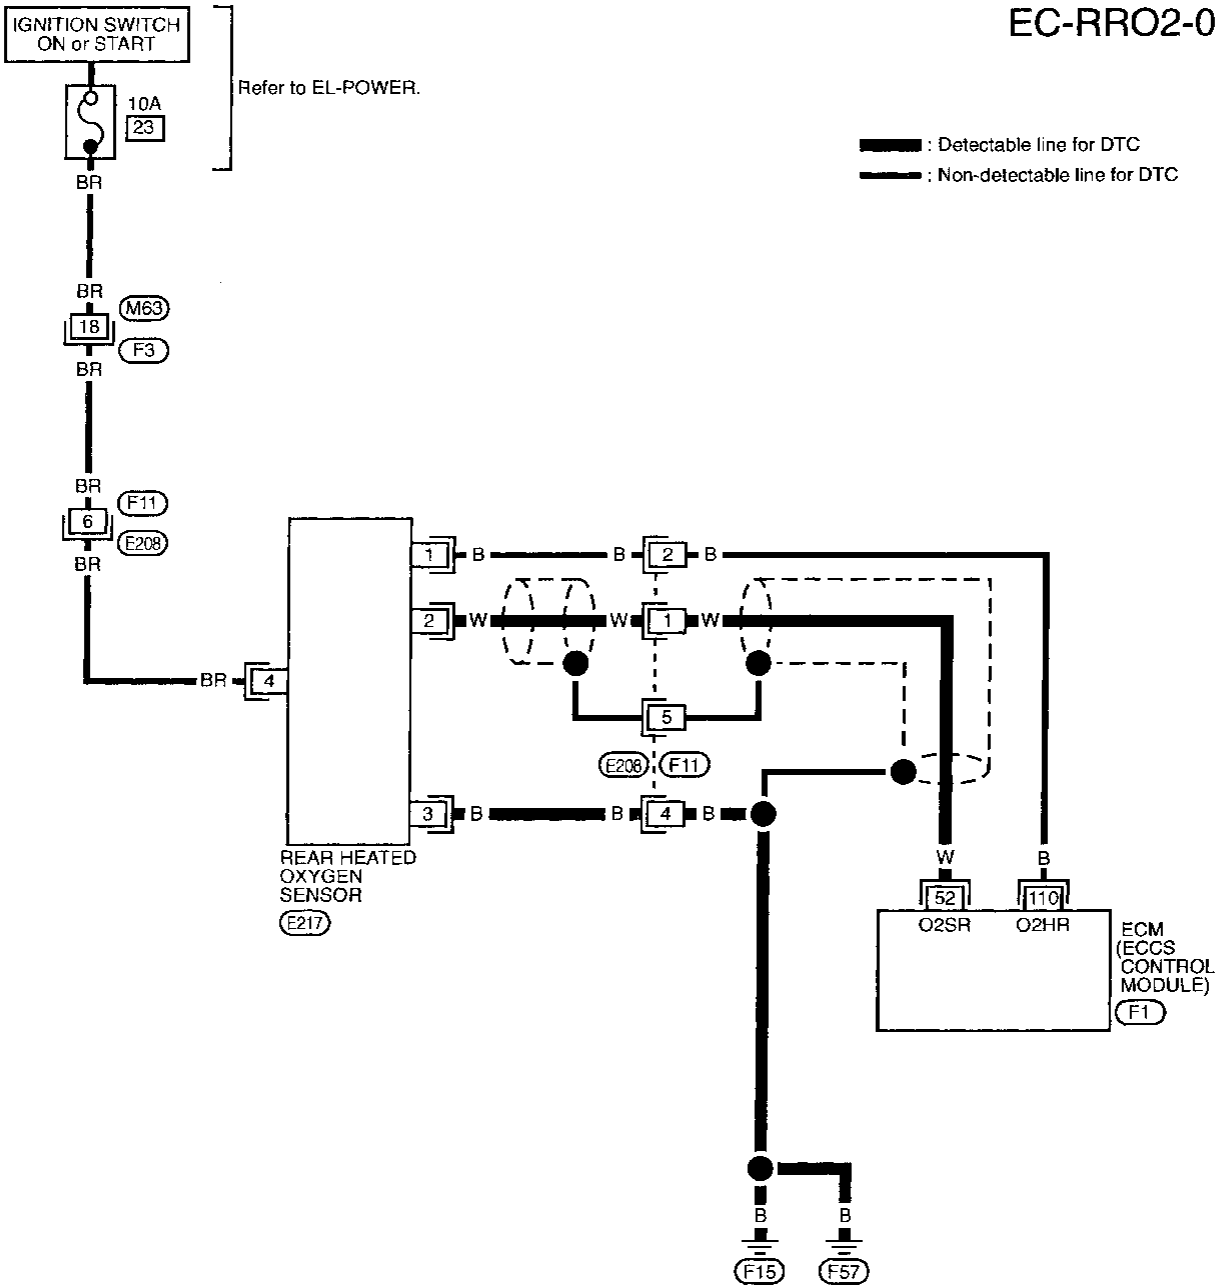 EC-RRO2-0
IGNITION SWITCH
ON or START
Refer to EL-POWER.
10A
23
: Detectable line for DTC
: Non-detectable line for DTC
BR
BR
M63
18
F3
BR
BR
F11
6
E208
BR
BR
4
1 B B 2 B
2 W W 1 W
5
E208 F11
3 B B 4 B
REAR HEATED
OXYGEN
SENSOR
E217
W B
52 110
O2SR O2HR
ECM
(ECCS
CONTROL
MODULE)
F1
B B
F15 F57